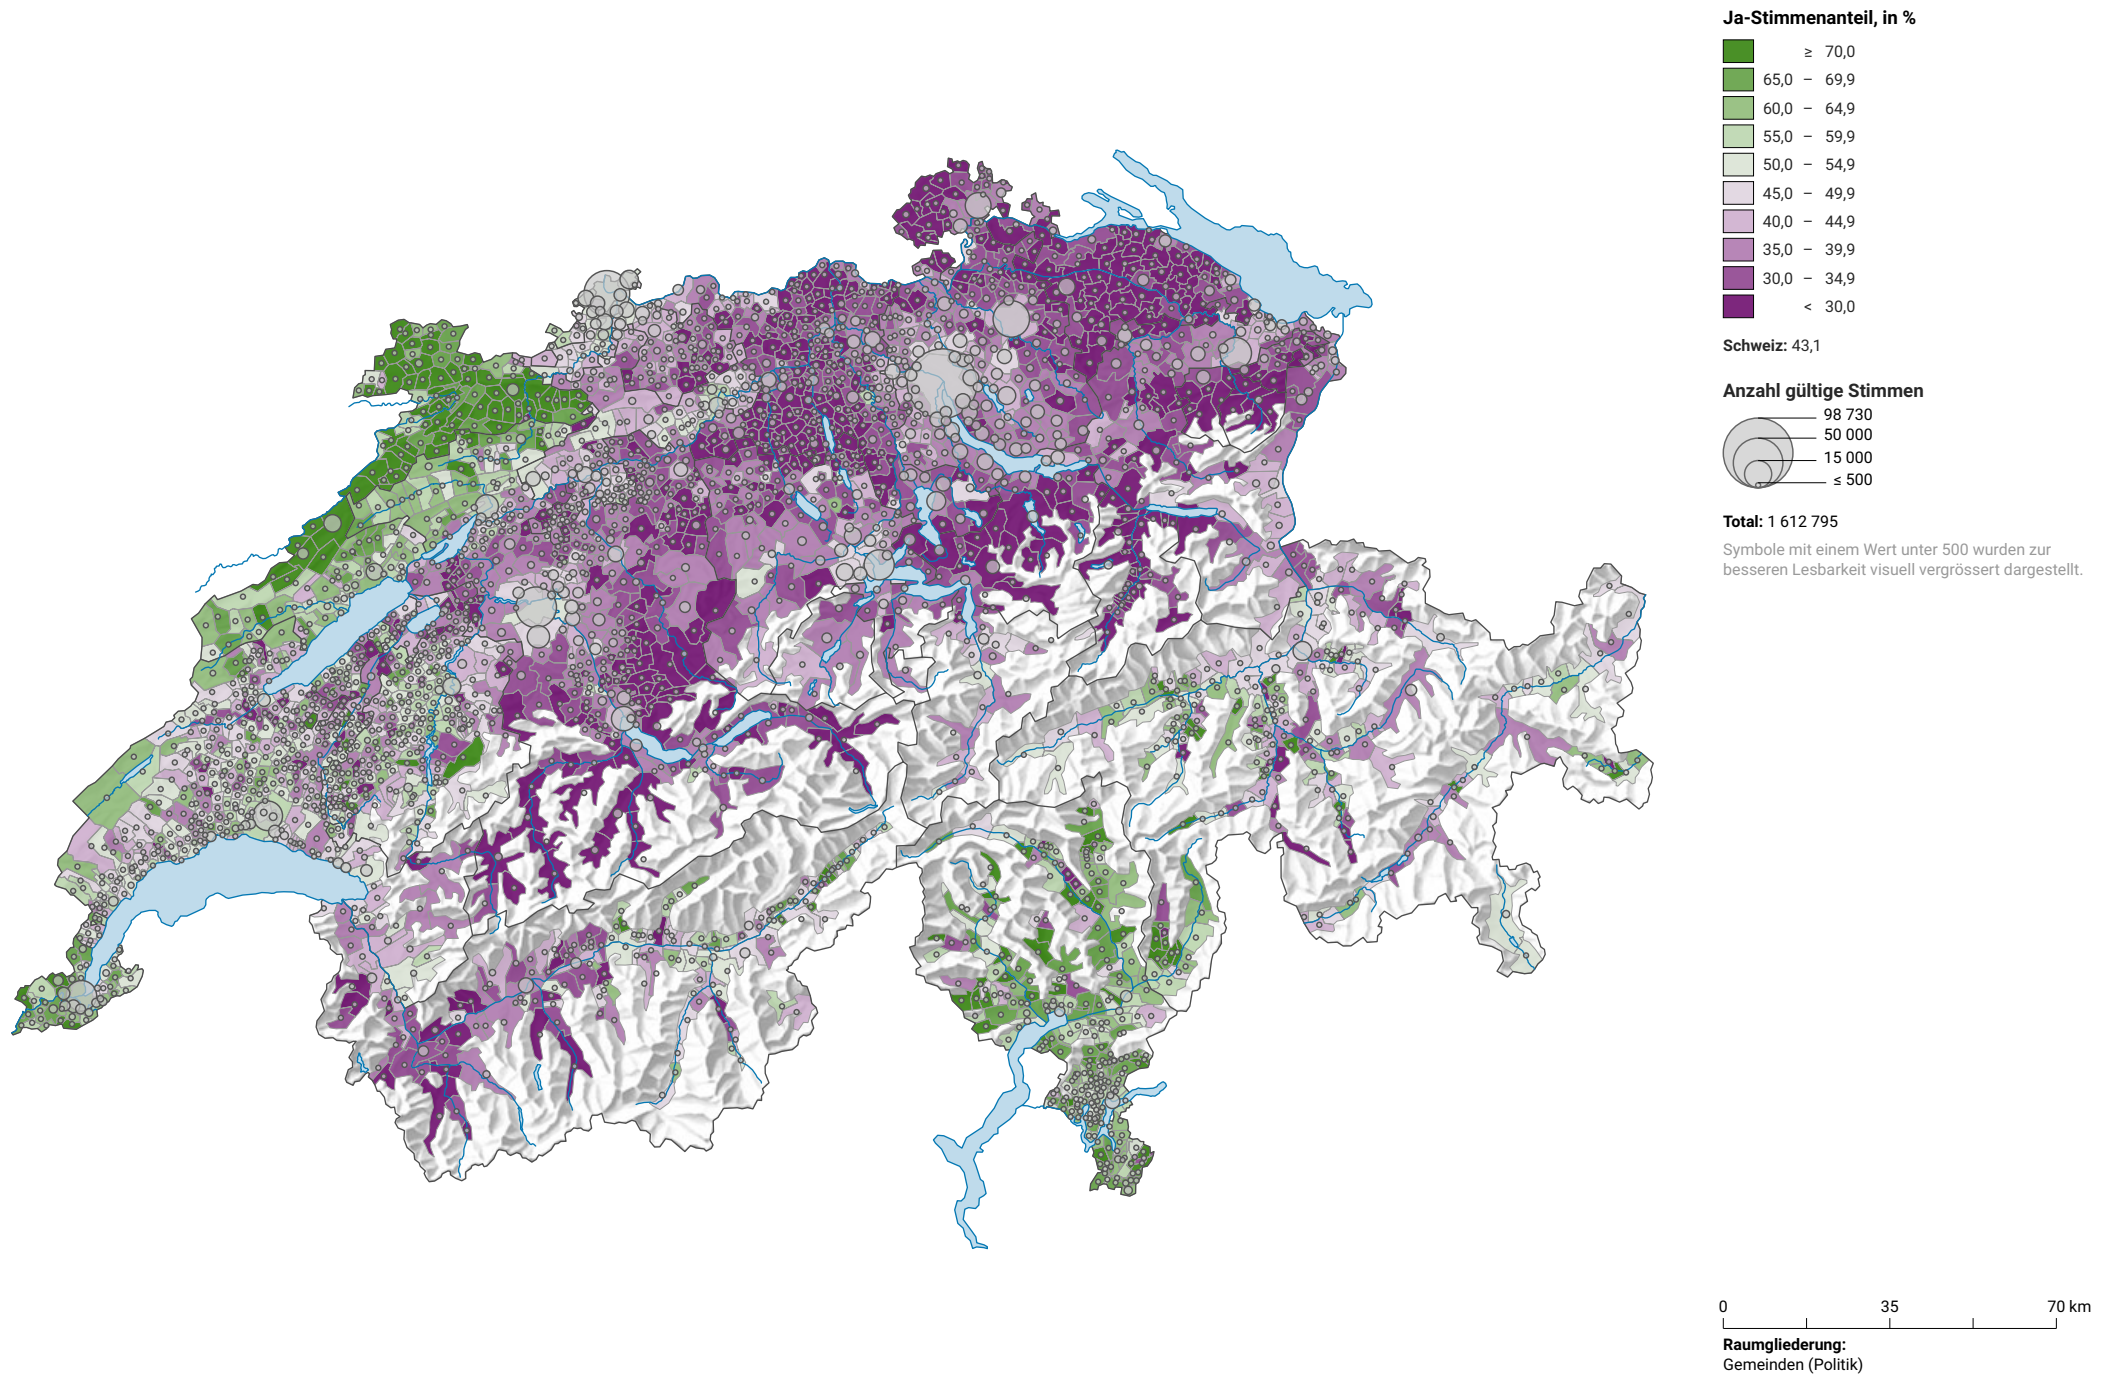 Ja-Stimmenanteil, in %
≥ 70,0
65,0 – 69,9
60,0 – 64,9
55,0 – 59,9
50,0 – 54,9
45,0 – 49,9
40,0 – 44,9
35,0 – 39,9
30,0 – 34,9
< 30,0
Schweiz: 43,1
Anzahl gültige Stimmen
98 730
50 000
15 000
≤ 500
Total: 1 612 795
Symbole mit einem Wert unter 500 wurden zur
besseren Lesbarkeit visuell vergrössert dargestellt.
0 35 70 km
Raumgliederung:
Gemeinden (Politik)